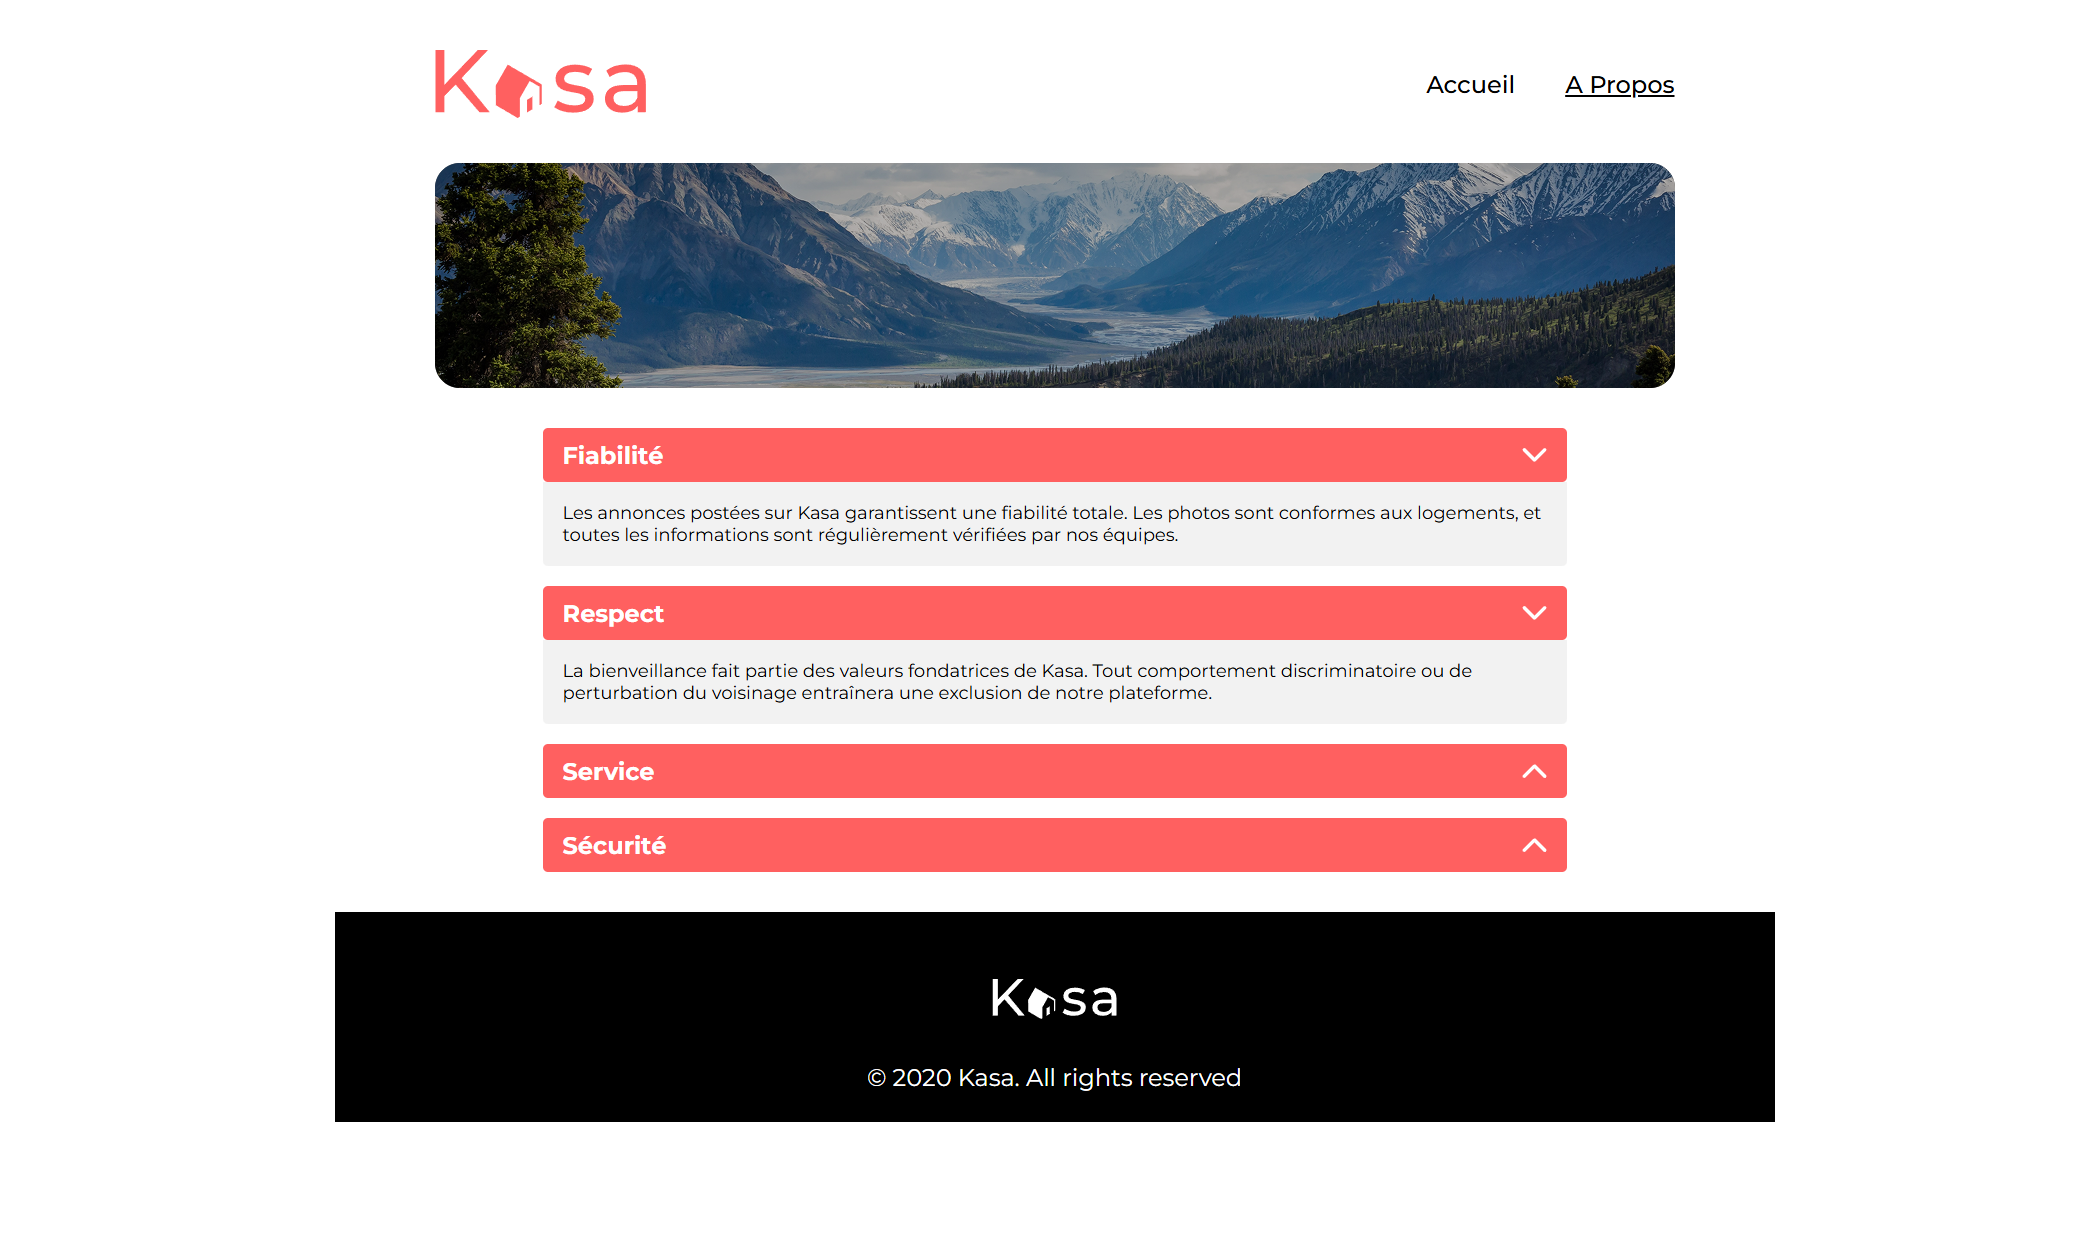 Kasa
Accueil
A Propos
Fiabilité
Les annonces postées sur Kasa garantissent une fiabilité totale. Les photos sont conformes aux logements, et
toutes les informations sont régulièrement vérifiées par nos équipes.
Respect
La bienveillance fait partie des valeurs fondatrices de Kasa. Tout comportement discriminatoire ou de
perturbation du voisinage entraînera une exclusion de notre plateforme.
Service
Sécurité
Kasa
© 2020 Kasa. All rights reserved